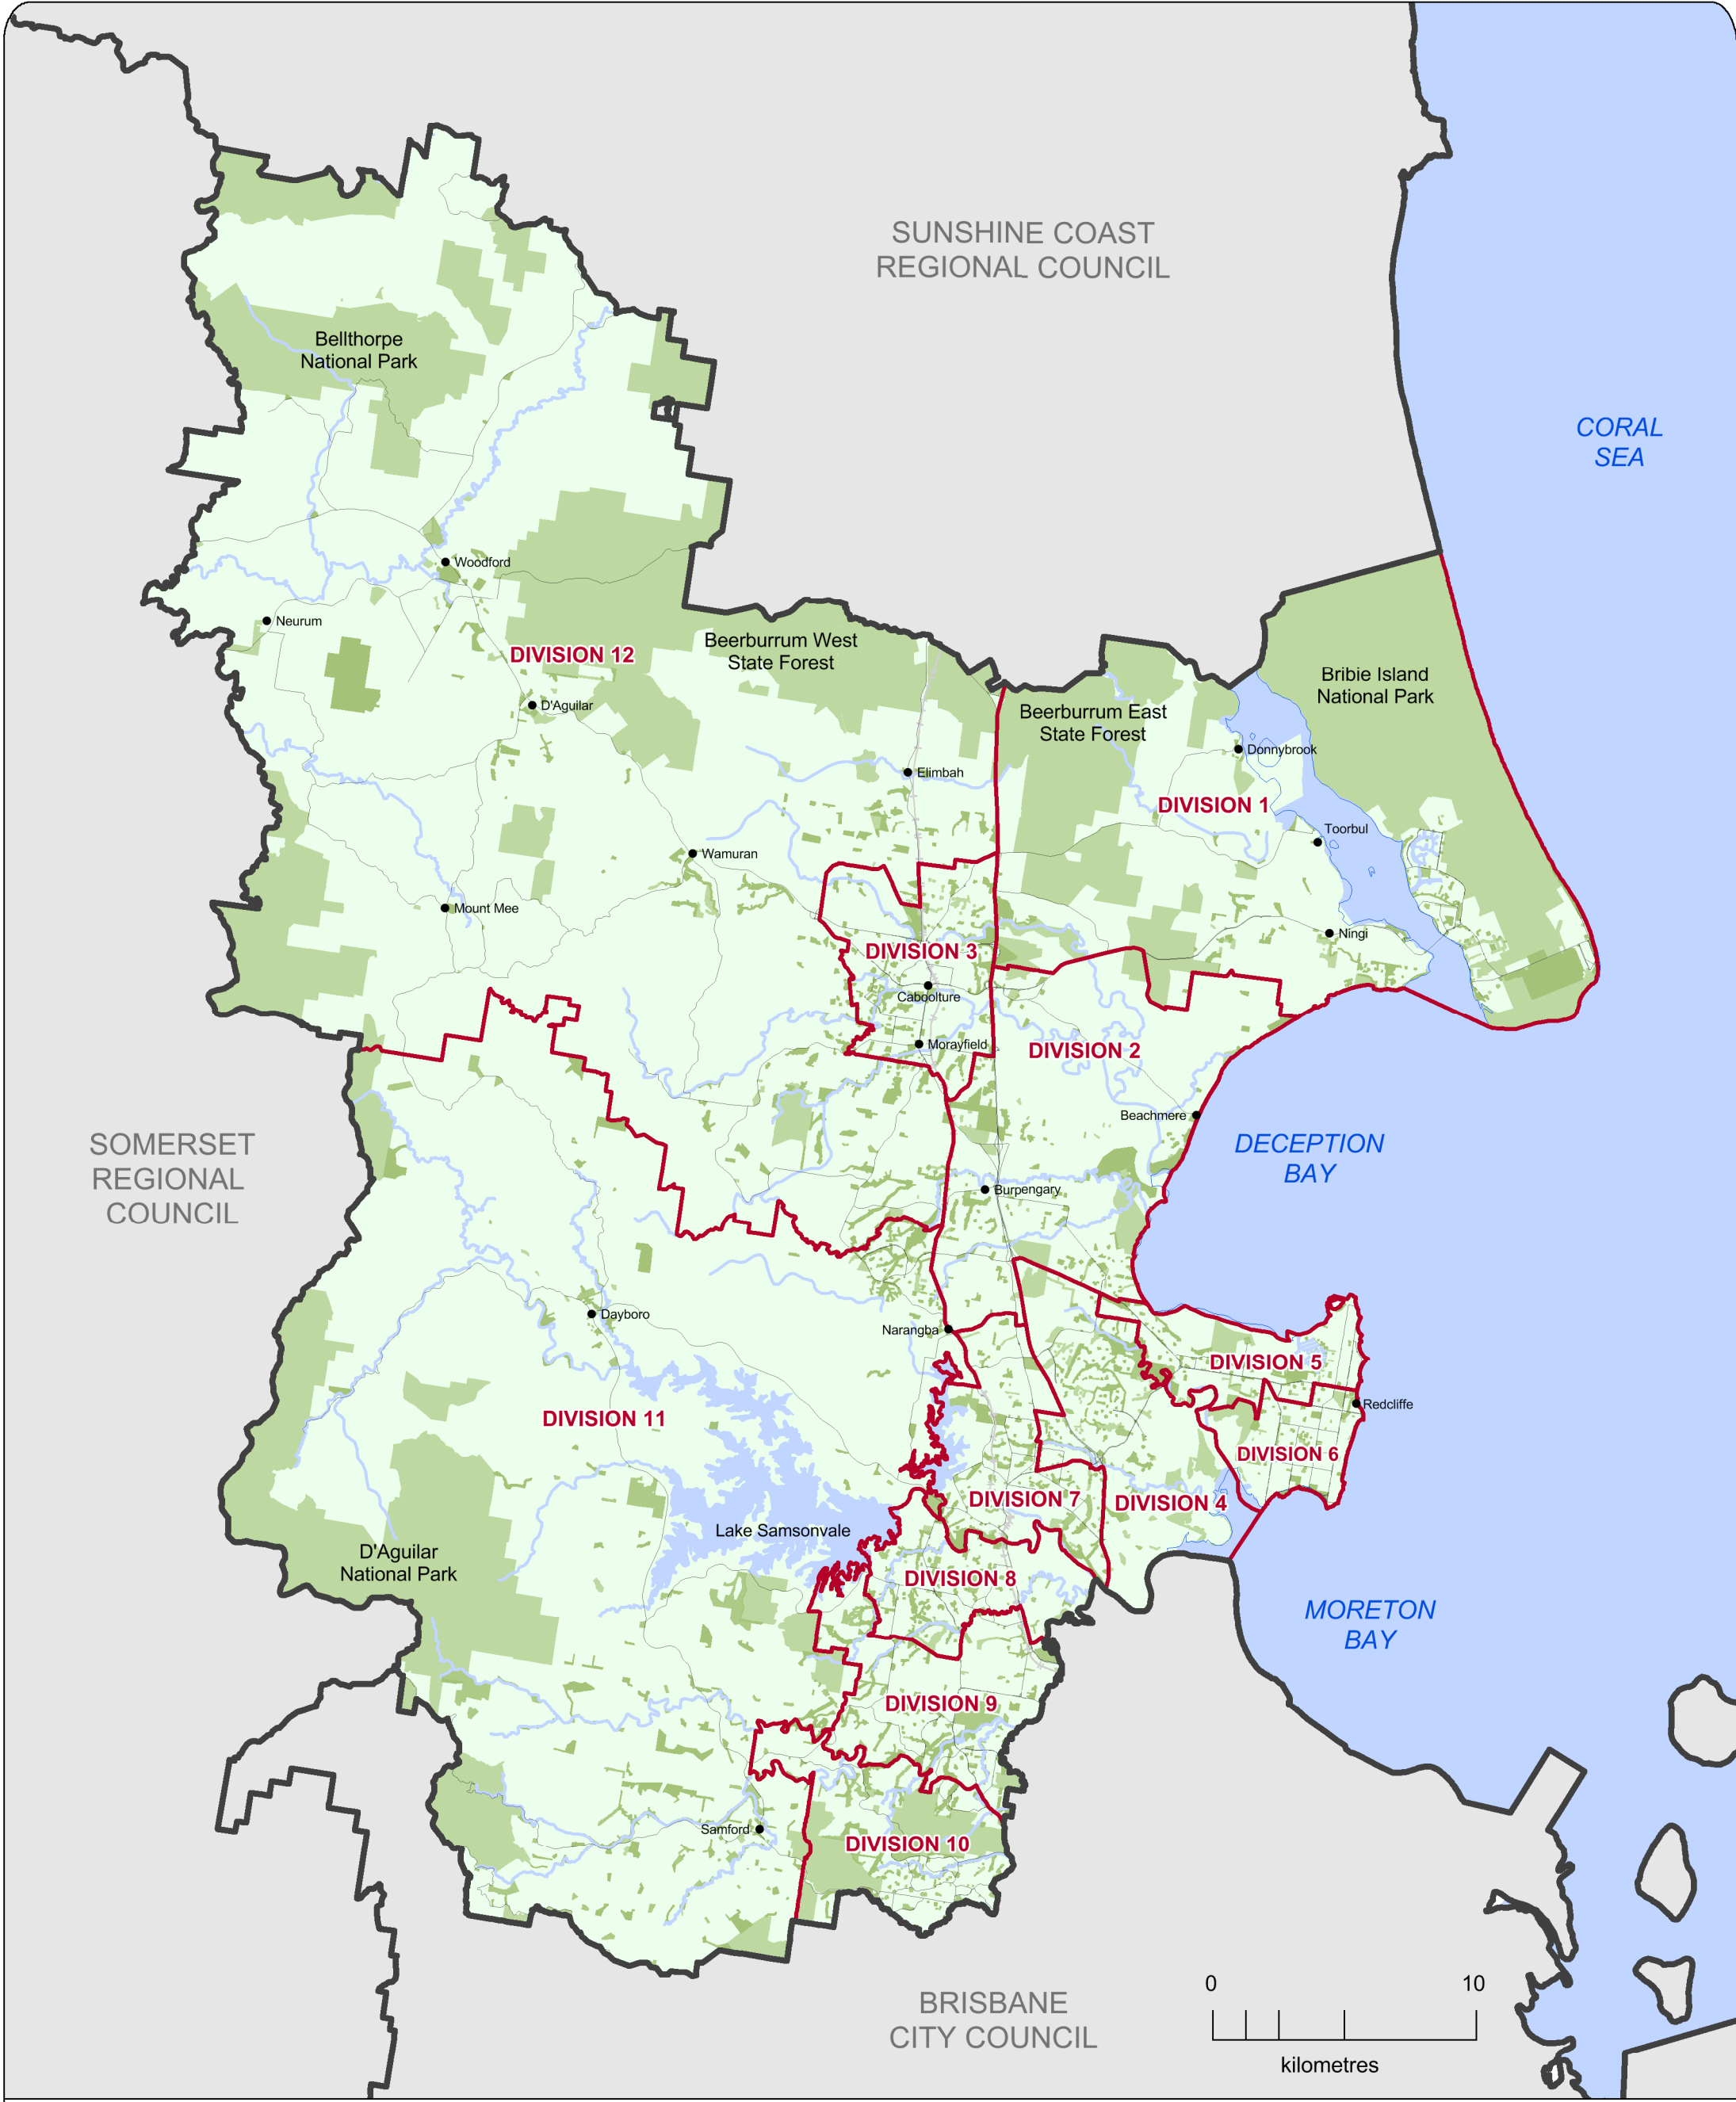 SUNSHINE COAST
REGIONAL COUNCIL
Bellthorpe
National Park
CORAL
SEA
Woodford
Neurum
DIVISION 12
Beerburrum West
State Forest
Bribie Island
National Park
D'Aguilar
Beerburrum East
State Forest
Donnybrook
Elimbah
DIVISION 1
Toorbul
Wamuran
Mount Mee
Ningi
DIVISION 3
Caboolture
Morayfield
DIVISION 2
Beachmere
SOMERSET
REGIONAL
COUNCIL
DECEPTION
BAY
Burpengary
Dayboro
Narangba
DIVISION 5
Redcliffe
DIVISION 11
DIVISION 6
DIVISION 7
DIVISION 4
Lake Samsonvale
D'Aguilar
National Park
DIVISION 8
MORETON
BAY
DIVISION 9
Samford
DIVISION 10
BRISBANE
CITY COUNCIL
0 10
kilometres